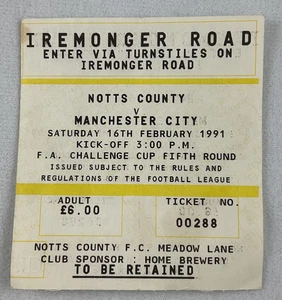 IREMONGER ROAD
ENTER VIA TURNSTILES ON
IREMONGER ROAD
NOTTS COUNTY
V
MANCHESTER CITY
SATURDAY 16TH FEBRUARY 1991
KICK-OFF 3:00 P.M.
F.A. CHALLENGE CUP FIFTH ROUND
ISSUED SUBJECT TO THE RULES AND
REGULATIONS OF THE FOOTBALL LEAGUE
ADULT TICKET NO.
£6.00 00288
NOTTS COUNTY F.C. MEADOW LANE
CLUB SPONSOR : HOME BREWERY
TO BE RETAINED